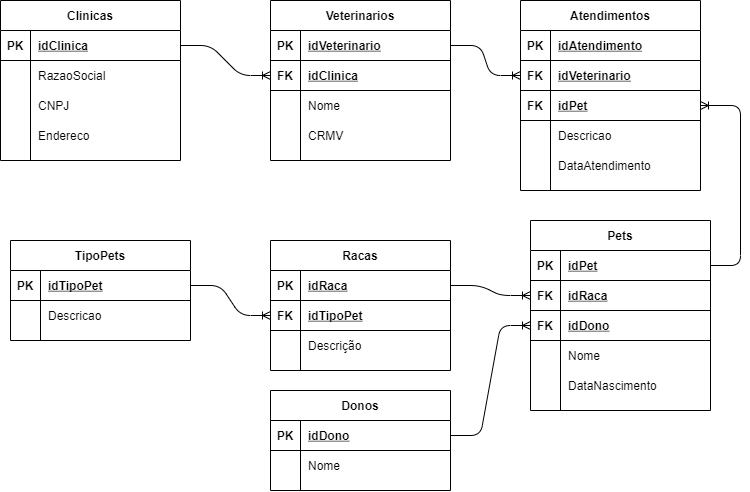 Clinicas
PK idClinica
RazaoSocial
CNPJ
Endereco
Veterinarios
PK idVeterinario
FK idClinica
Nome
CRMV
Atendimentos
PK idAtendimento
FK idVeterinario
FK idPet
Descricao
DataAtendimento
TipoPets
PK idTipoPet
Descricao
Racas
PK idRaca
FK idTipoPet
Descrição
Pets
PK idPet
FK idRaca
FK idDono
Nome
DataNascimento
Donos
PK idDono
Nome